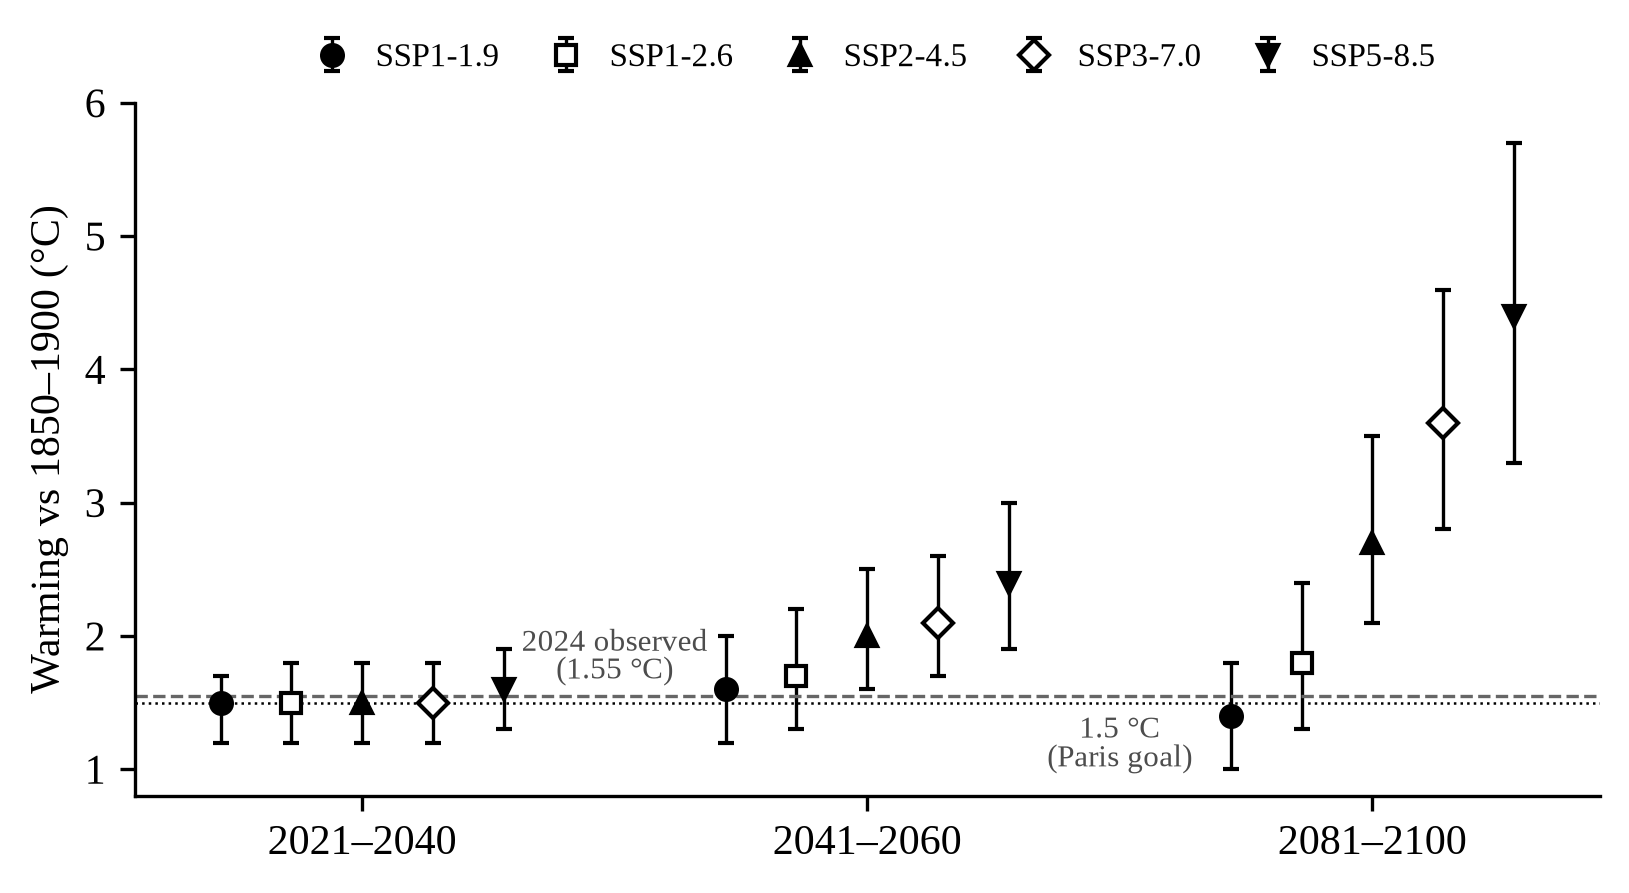 SSP1-1.9 SSP1-2.6 SSP2-4.5 SSP3-7.0 SSP5-8.5
Warming vs 1850–1900 (°C)
6
5
4
3
2
1
2024 observed
(1.55 °C)
1.5 °C
(Paris goal)
2021–2040 2041–2060 2081–2100